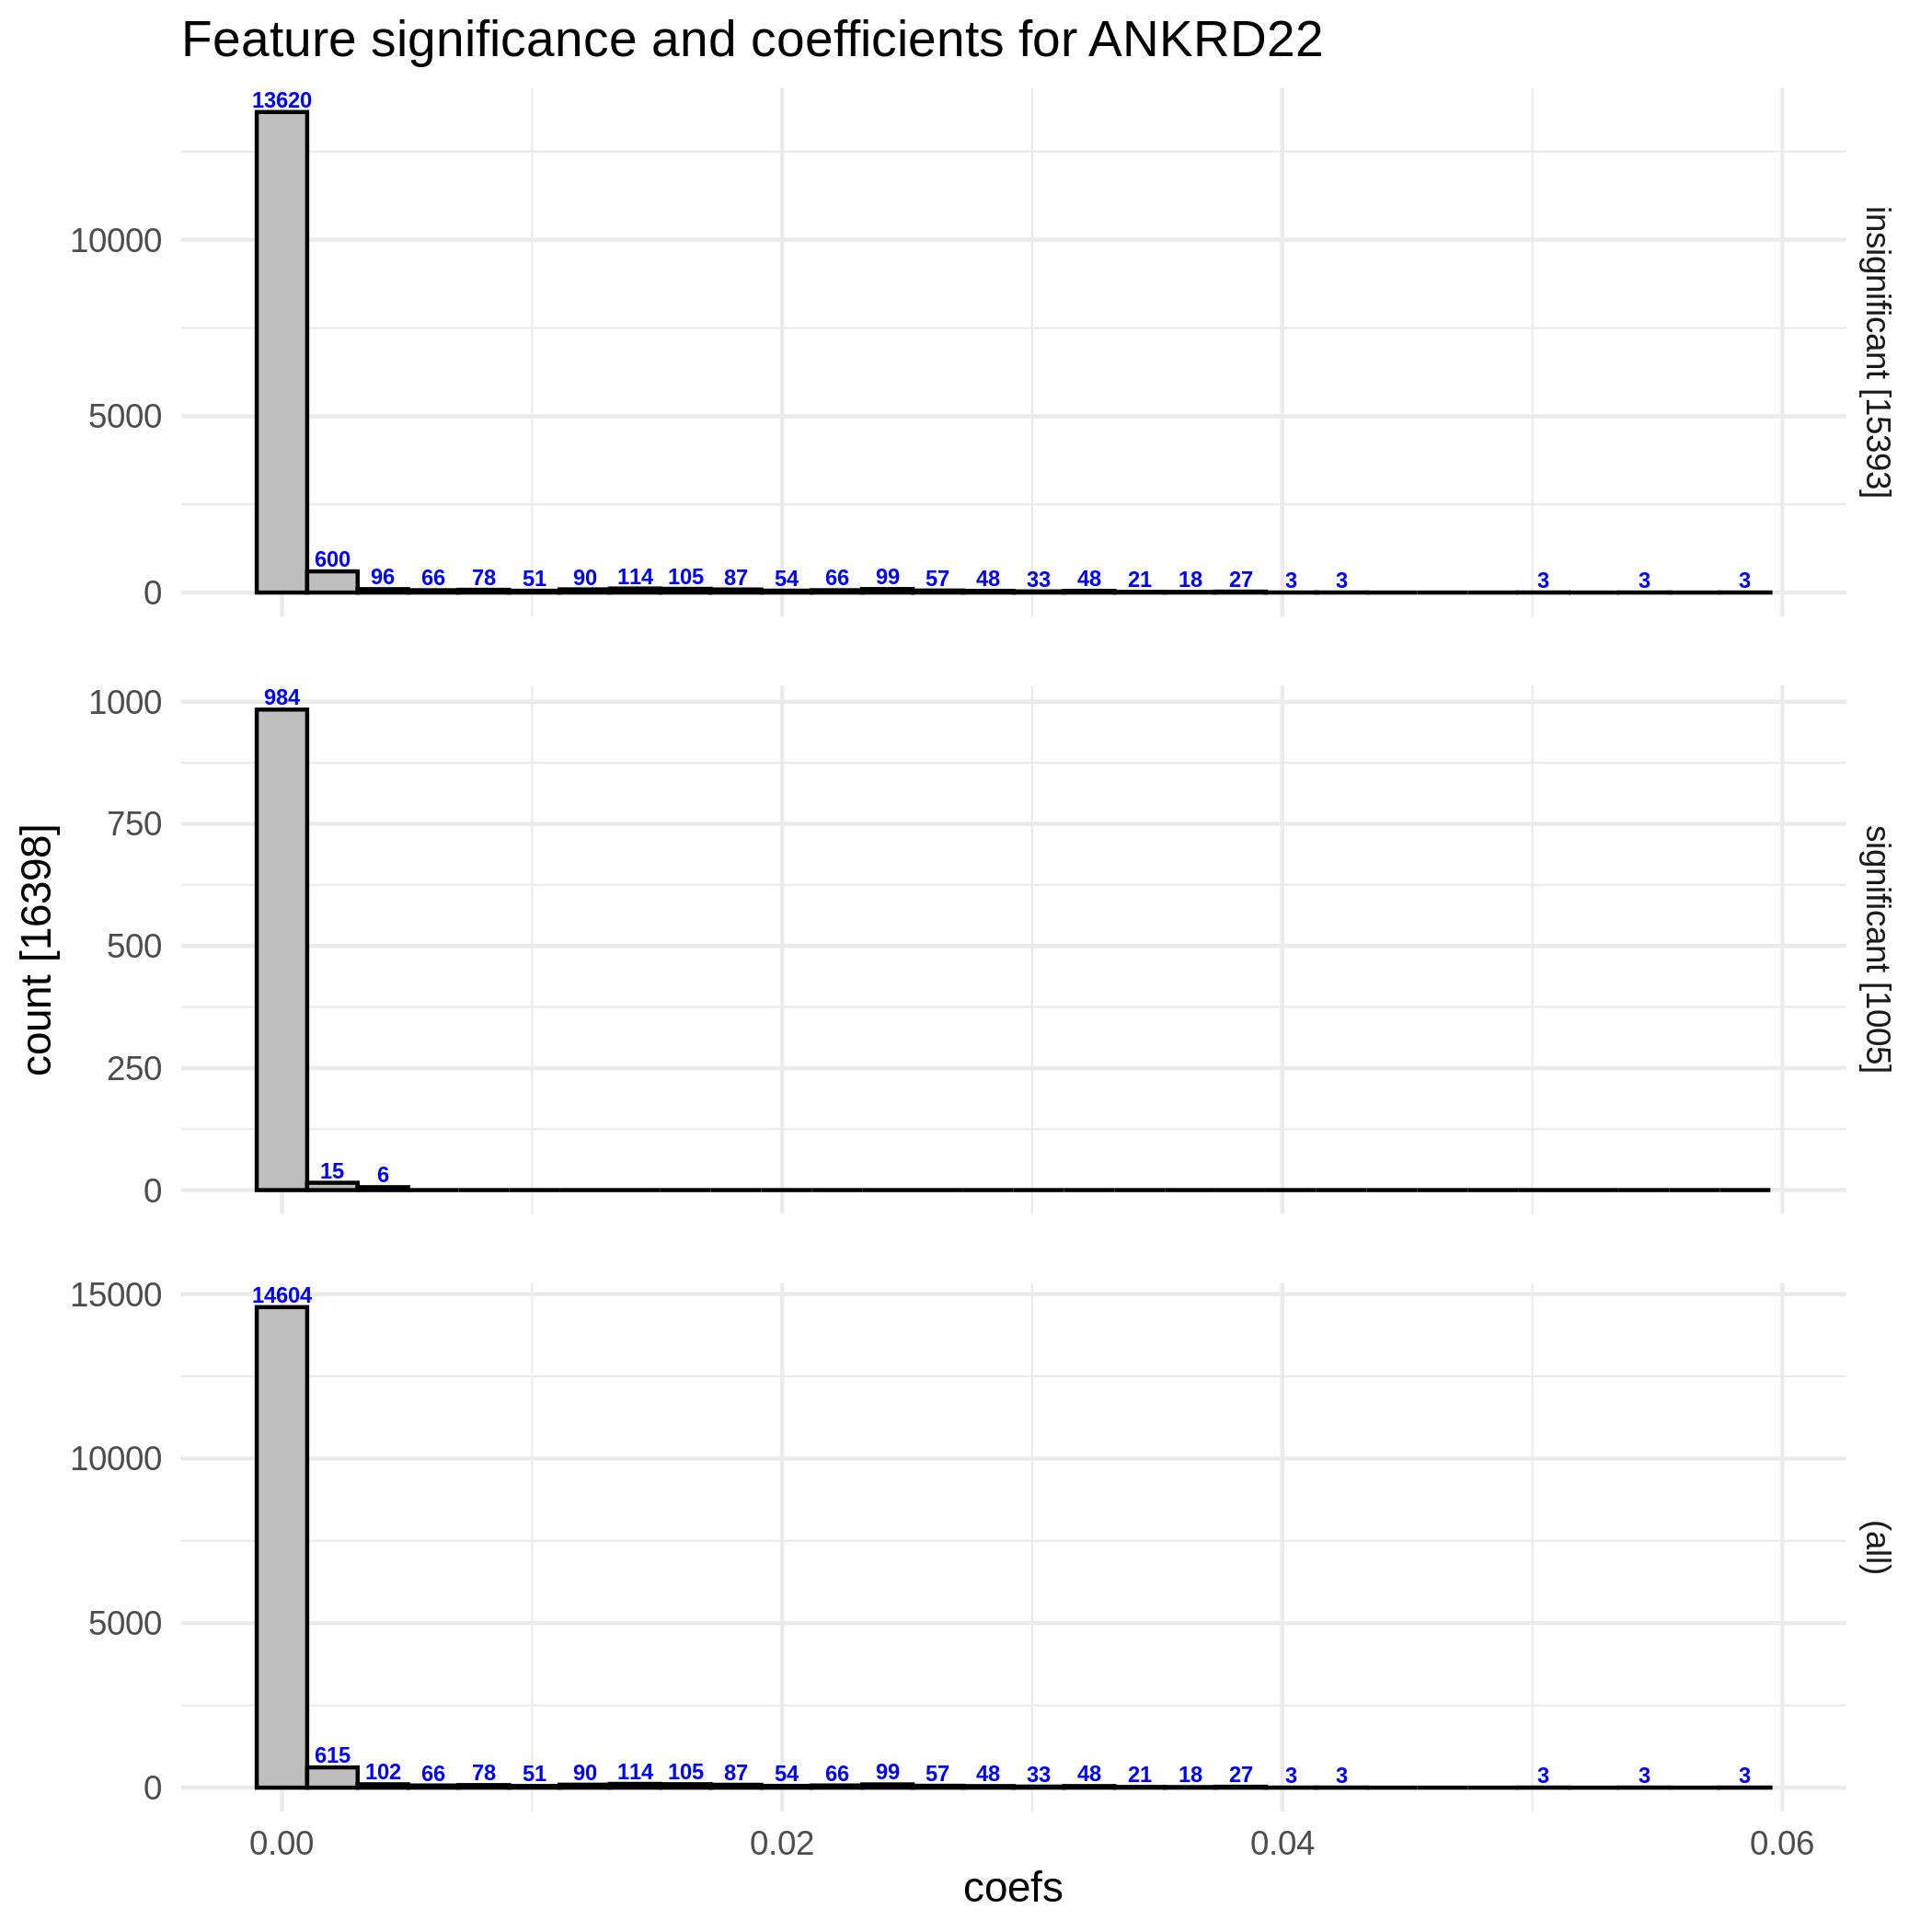 Feature significance and coefficients for ANKRD22
13620
600 96 66 78 51 90 114 105 87 54 66 99 57 48 33 48 21 18 27 3 3 3 3 3
10000
5000
0
insignificant [15393]
984
15 6
1000
750
500
250
0
significant [1005]
count [16398]
14604
615 102 66 78 51 90 114 105 87 54 66 99 57 48 33 48 21 18 27 3 3 3 3 3
15000
10000
5000
0
(all)
0.00 0.02 0.04 0.06
coefs